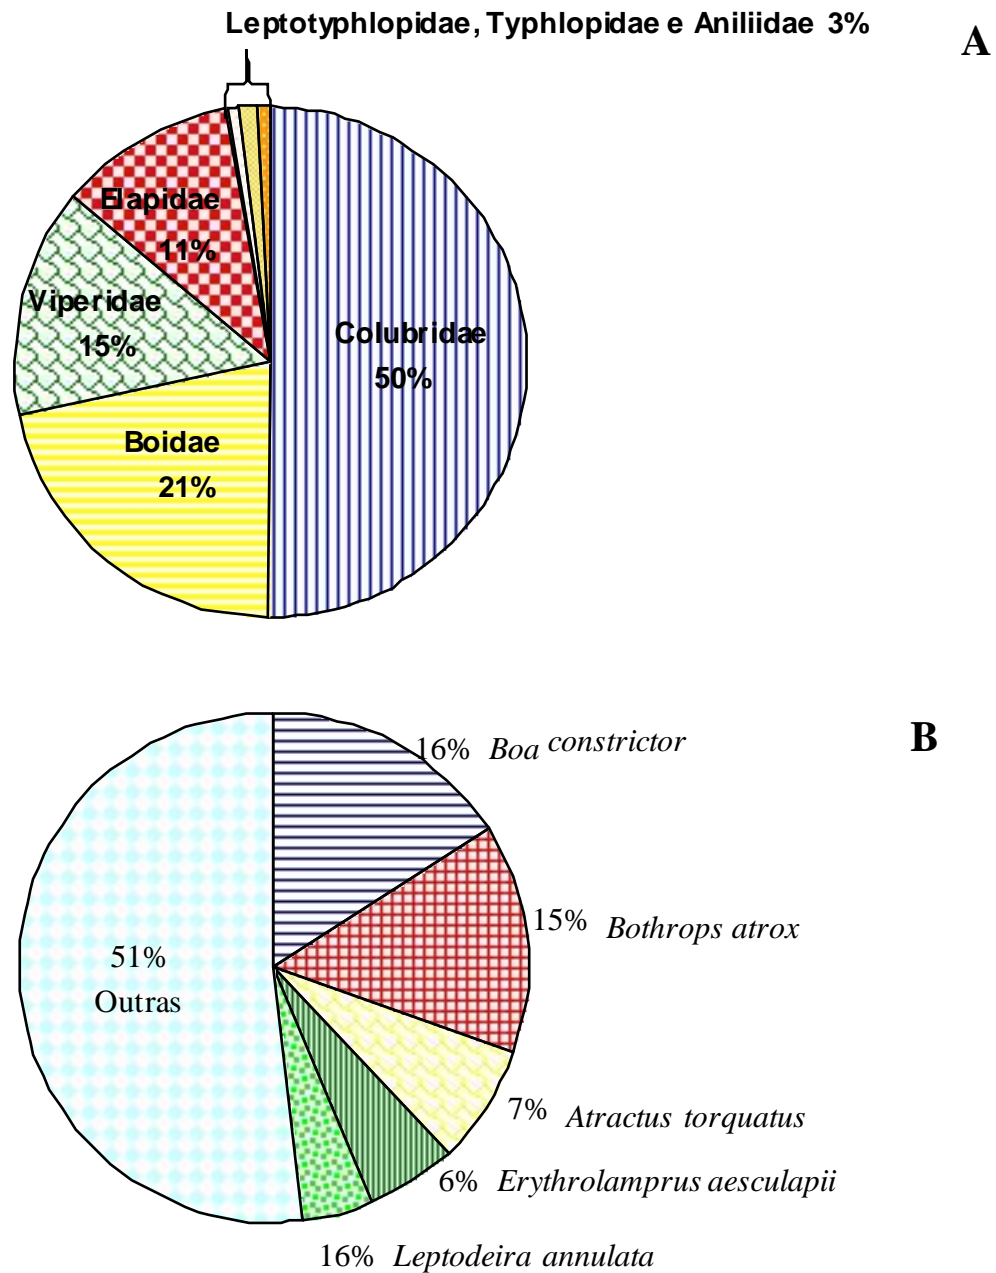 Leptotyphlopidae, Typhlopidae e Aniliidae 3%
A
Elapidae
11%
Viperidae
15%
Colubridae
50%
Boidae
21%
B
16% Boa constrictor
15% Bothrops atrox
51%
Outras
7% Atractus torquatus
6% Erythrolamprus aesculapii
16% Leptodeira annulata